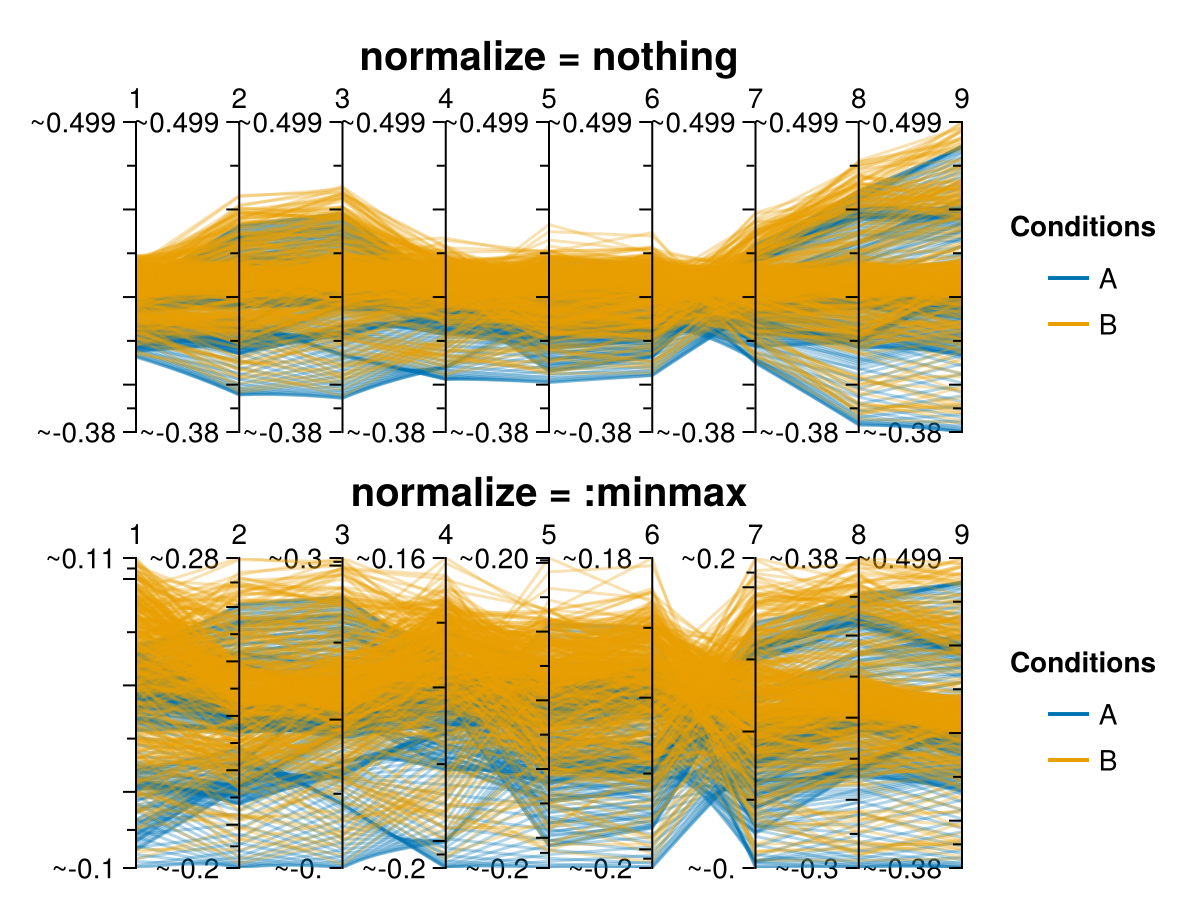 normalize = nothing
1 2 3 4 5 6 7 8 9
~0.499 ~0.499 ~0.499 ~0.499 ~0.499 ~0.499 ~0.499 ~0.499 ~0.499
Conditions
A
B
~-0.38 ~-0.38 ~-0.38 ~-0.38 ~-0.38 ~-0.38 ~-0.38 ~-0.38 ~-0.38
normalize = :minmax
1 2 3 4 5 6 7 8 9
~0.11 ~0.28 ~0.3 ~0.16 ~0.20 ~0.18 ~0.2 ~0.38 ~0.499
Conditions
A
B
~-0.1 ~-0.2 ~-0. ~-0.2 ~-0.2 ~-0.2 ~-0. ~-0.3 ~-0.38